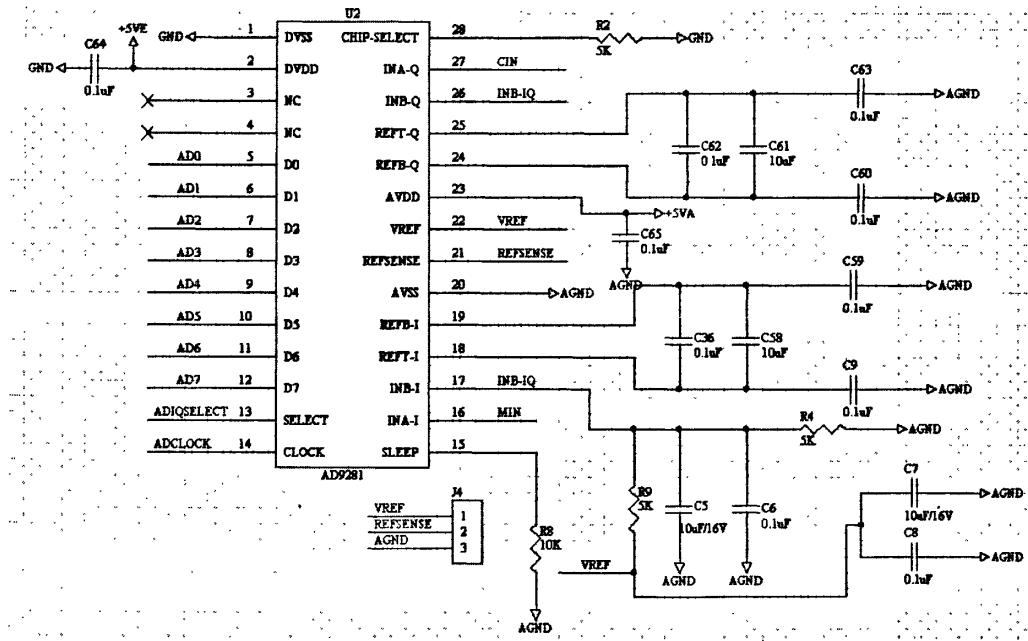 U2
+5VE
C64
GND
0.1uF
GND
1 DVSS
2 DVDD
3 NC
4 NC
AD0 5 D0
AD1 6 D1
AD2 7 D2
AD3 8 D3
AD4 9 D4
AD5 10 D5
AD6 11 D6
AD7 12 D7
ADIQSELECT 13 SELECT
ADCLOCK 14 CLOCK
CHIP-SELECT 28
INA-Q 27 CIN
INB-Q 26 INB-IQ
REFT-Q 25
REFB-Q 24
AVDD 23
VREF 22 VREF
REFSENSE 21 REFSENSE
AVSS 20 AGND
REFB-I 19
REFT-I 18
INB-I 17 INB-IQ
INA-I 16 MIN
SLEEP 15
AD9281
R2
5K
GND
C63
0.1uF
AGND
C62
0.1uF
C61
10uF
C60
0.1uF
AGND
+5VA
C65
0.1uF
AGND
C59
0.1uF
AGND
C36
0.1uF
C58
10uF
C9
0.1uF
AGND
R4
5K
AGND
R9
5K
C5
10uF/16V
AGND
C6
0.1uF
AGND
C7
10uF/16V
AGND
C8
0.1uF
AGND
VREF
J4
VREF 1
REFSENSE 2
AGND 3
R8
10K
AGND